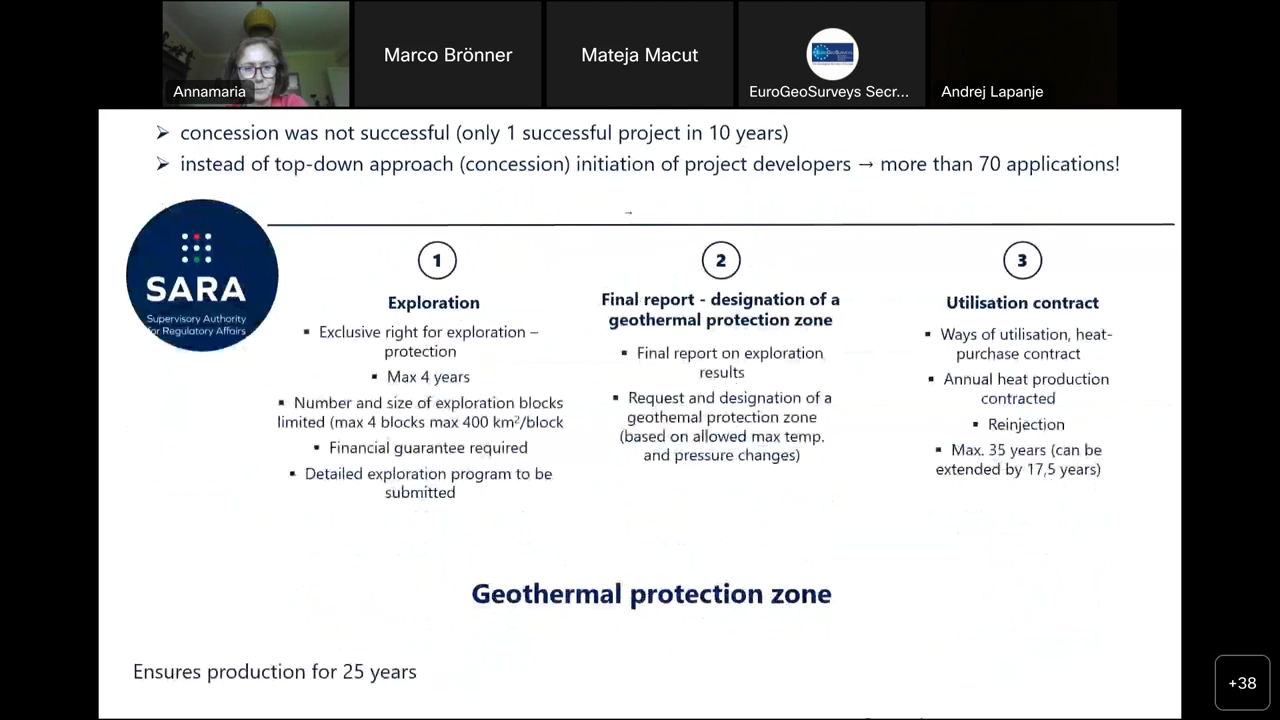 Annamaria
Marco Brönner
Mateja Macut
EuroGeoSurveys Secr...
Andrej Lapanje
➢ concession was not successful (only 1 successful project in 10 years)
➢ instead of top-down approach (concession) initiation of project developers → more than 70 applications!
→
SARA
Supervisory Authority
for Regulatory Affairs
1
Exploration
▪ Exclusive right for exploration –
protection
▪ Max 4 years
▪ Number and size of exploration blocks
limited (max 4 blocks max 400 km²/block
▪ Financial guarantee required
▪ Detailed exploration program to be
submitted
2
Final report - designation of a
geothermal protection zone
▪ Final report on exploration
results
▪ Request and designation of a
geothemal protection zone
(based on allowed max temp.
and pressure changes)
3
Utilisation contract
▪ Ways of utilisation, heat-
purchase contract
▪ Annual heat production
contracted
▪ Reinjection
▪ Max. 35 years (can be
extended by 17,5 years)
Geothermal protection zone
Ensures production for 25 years
+38